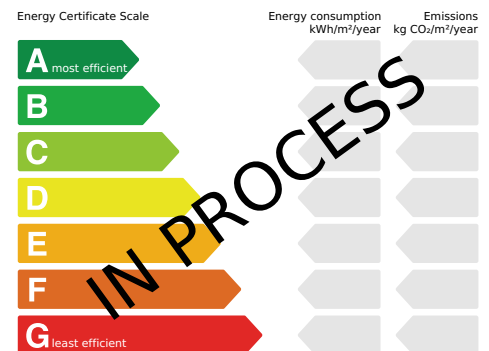 Energy Certificate Scale
Energy consumption
kWh/m²/year
Emissions
kg CO₂/m²/year
A most efficient
B
C
D
E
F
G least efficient
IN PROCESS